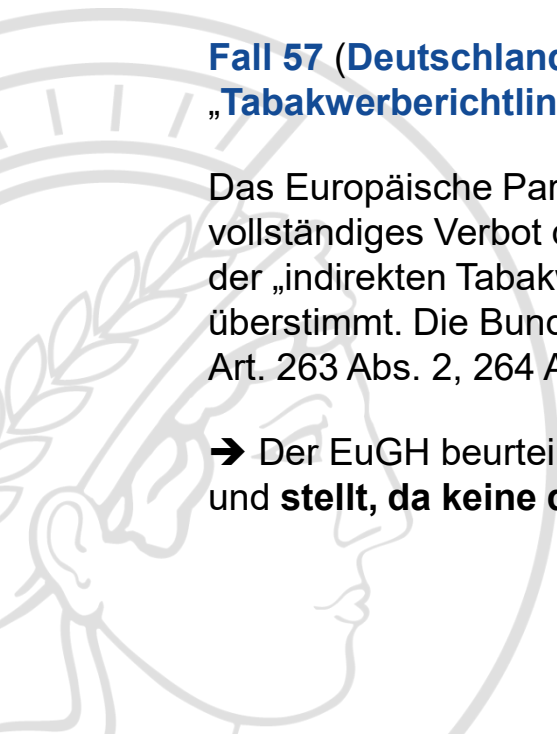 Fall 57 (Deutschland
„Tabakwerberichtlin
Das Europäische Par
vollständiges Verbot
der „indirekten Tabak
überstimmt. Die Bund
Art. 263 Abs. 2, 264 A
➔ Der EuGH beurtei
und stellt, da keine